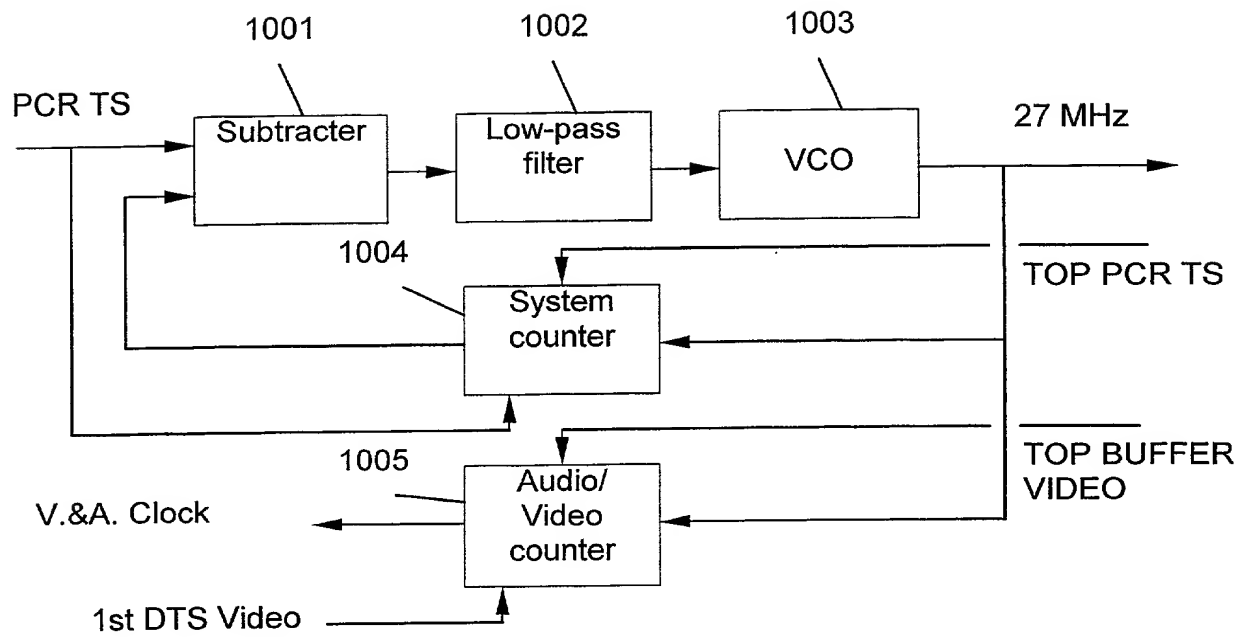 1001
1002
1003
PCR TS
Subtracter
Low-pass
filter
VCO
27 MHz
1004
System
counter
TOP PCR TS
1005
Audio/
Video
counter
TOP BUFFER
VIDEO
V.&A. Clock
1st DTS Video